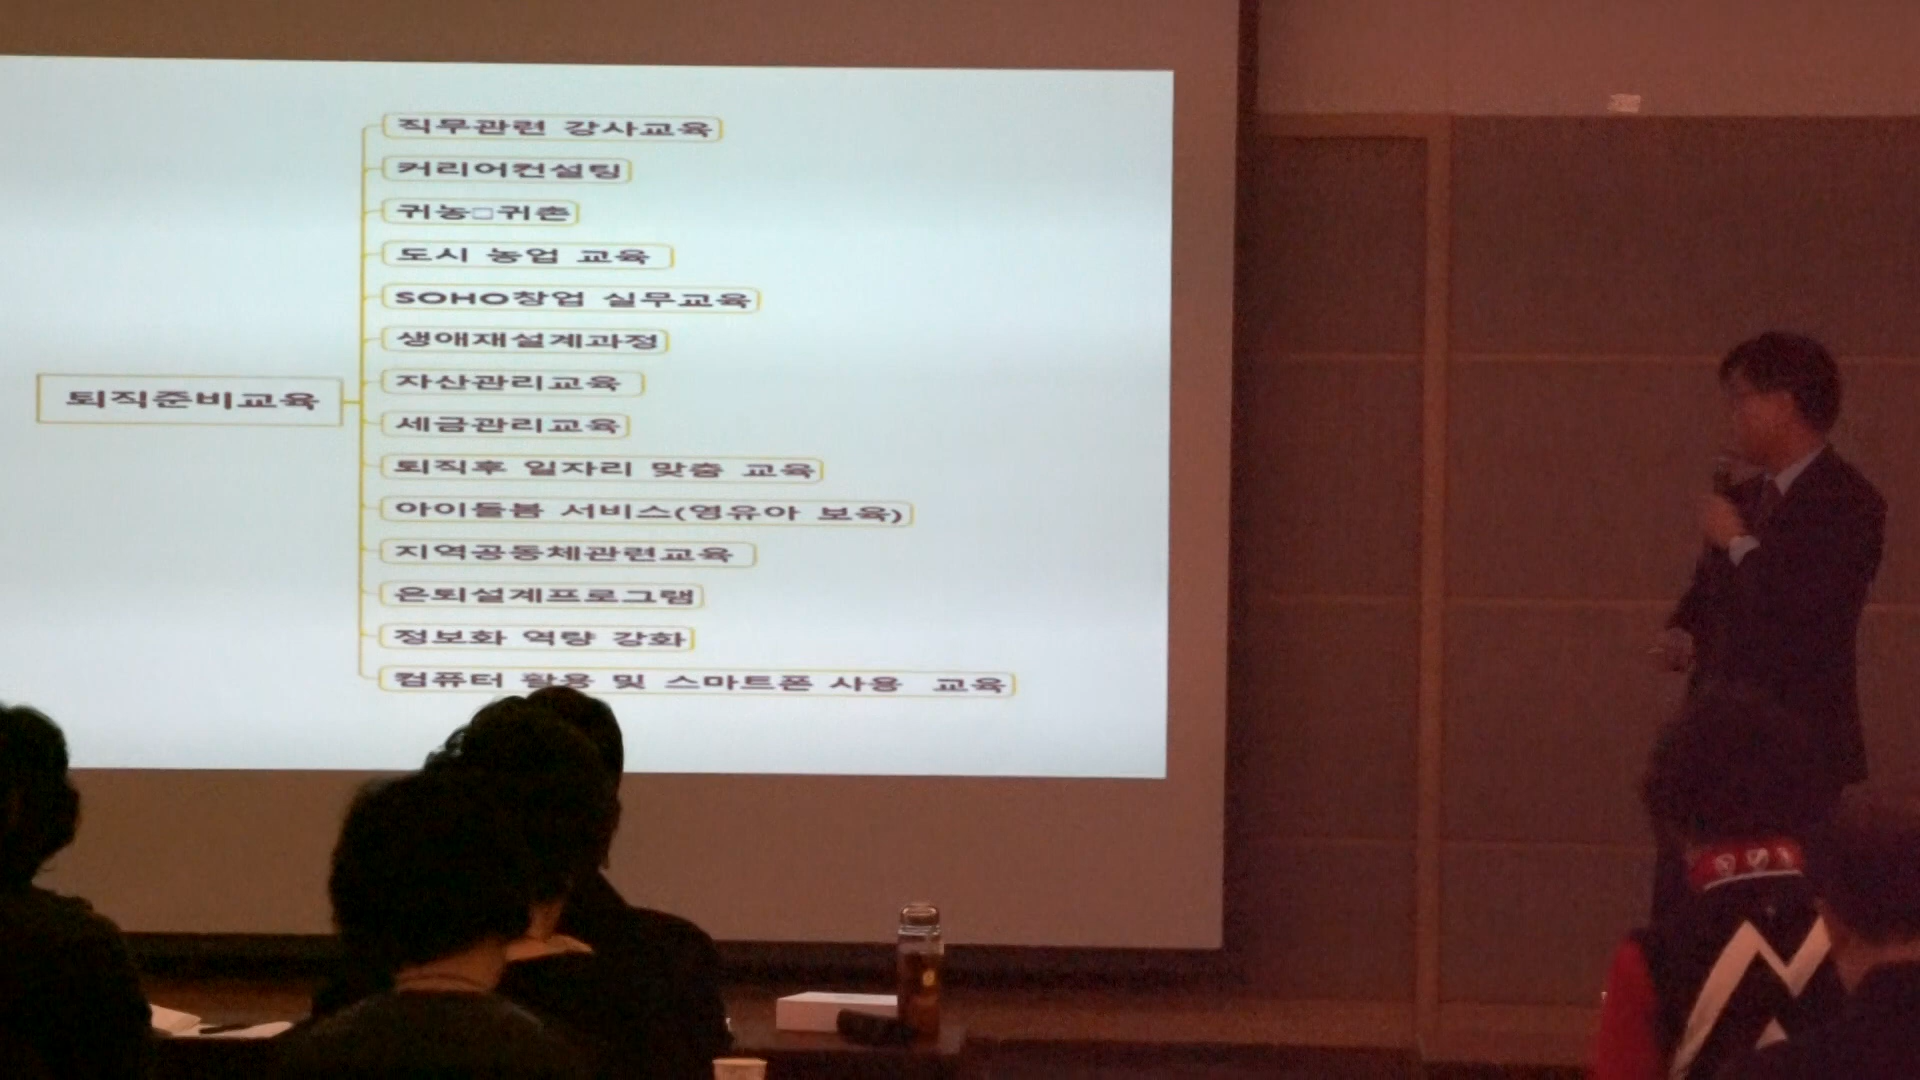 직무관련 강사교육
커리어컨설팅
귀농□귀촌
도시 농업 교육
SOHO창업 실무교육
생애재설계과정
자산관리교육
퇴직준비교육
세금관리교육
퇴직후 일자리 맞춤 교육
아이돌봄 서비스(영유아 보육)
지역공동체관련교육
은퇴설계프로그램
정보화 역량 강화
컴퓨터 활용 및 스마트폰 사용 교육